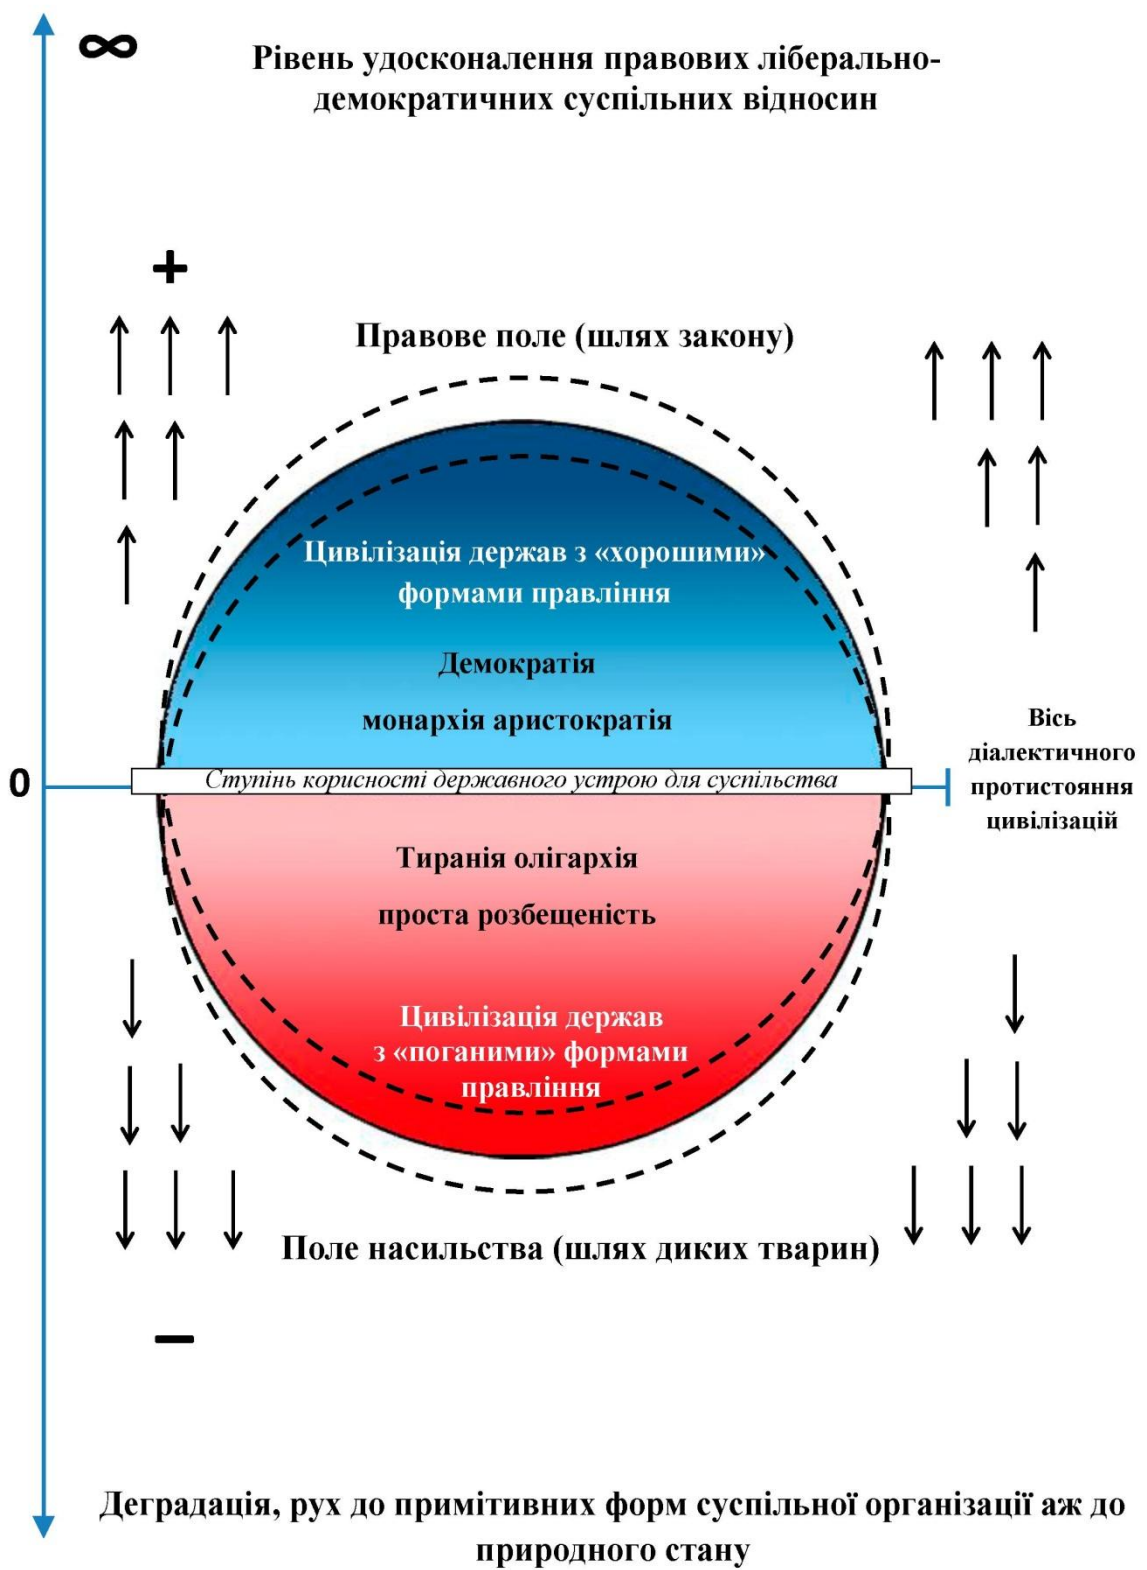 ∞
Рівень удосконалення правових ліберально-
демократичних суспільних відносин
+
Правове поле (шлях закону)
Цивілізація держав з «хорошими»
формами правління
Демократія
монархія аристократія
0
Ступінь корисності державного устрою для суспільства
Вісь
діалектичного
протистояння
цивілізацій
Тиранія олігархія
проста розбещеність
Цивілізація держав
з «поганими» формами
правління
Поле насильства (шлях диких тварин)
−
Деградація, рух до примітивних форм суспільної організації аж до
природного стану